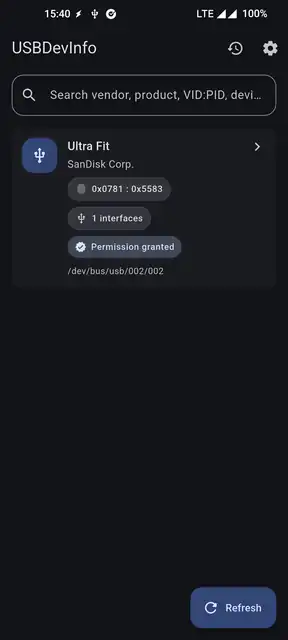 15:40 LTE 100%
USBDevInfo
Search vendor, product, VID:PID, devi…
Ultra Fit
SanDisk Corp.
0x0781 : 0x5583
1 interfaces
Permission granted
/dev/bus/usb/002/002
Refresh